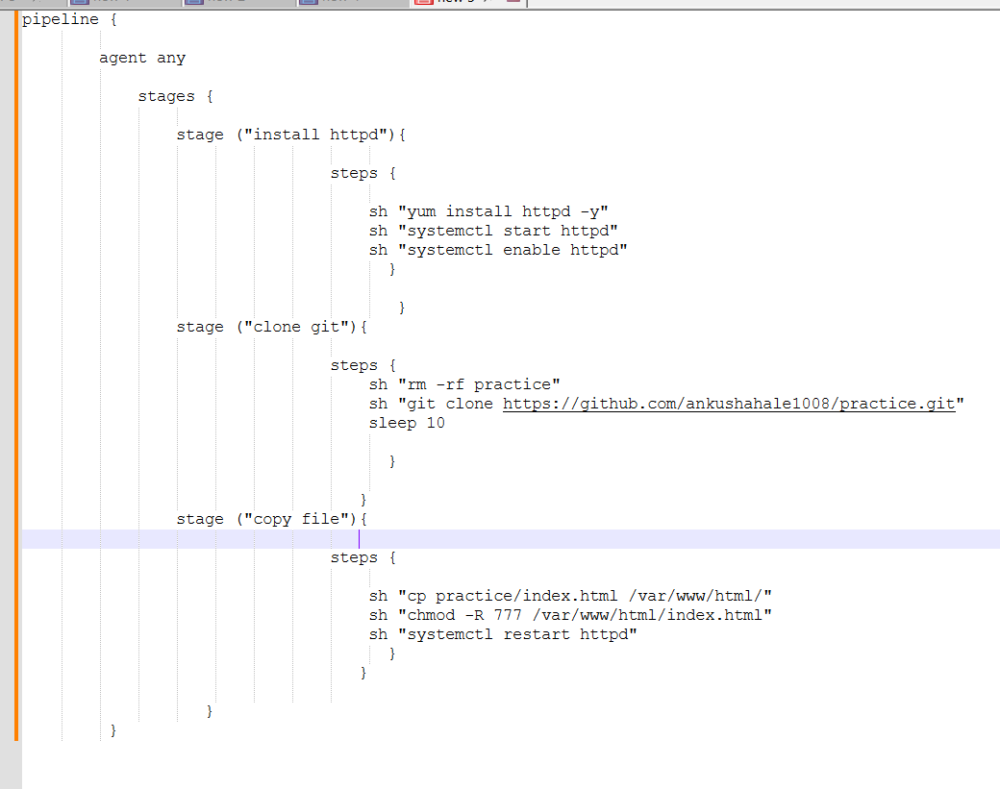 pipeline {
agent any
stages {
stage ("install httpd"){
steps {
sh "yum install httpd -y"
sh "systemctl start httpd"
sh "systemctl enable httpd"
}
}
stage ("clone git"){
steps {
sh "rm -rf practice"
sh "git clone https://github.com/ankushahale1008/practice.git"
sleep 10
}
}
stage ("copy file"){
steps {
sh "cp practice/index.html /var/www/html/"
sh "chmod -R 777 /var/www/html/index.html"
sh "systemctl restart httpd"
}
}
}
}